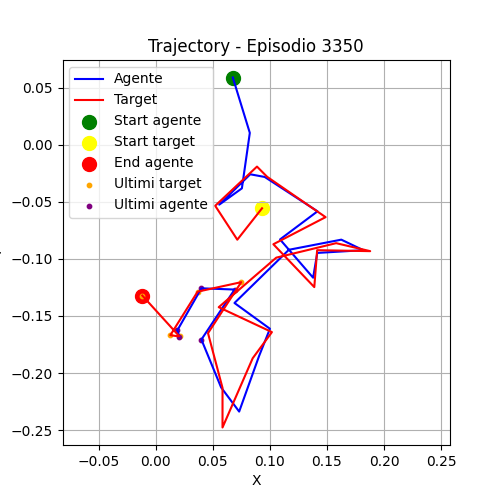 Trajectory - Episodio 3350
Agente
Target
Start agente
Start target
End agente
Ultimi target
Ultimi agente
0.05
0.00
−0.05
−0.10
−0.15
−0.20
−0.25
−0.05
0.00
0.05
0.10
0.15
0.20
0.25
X